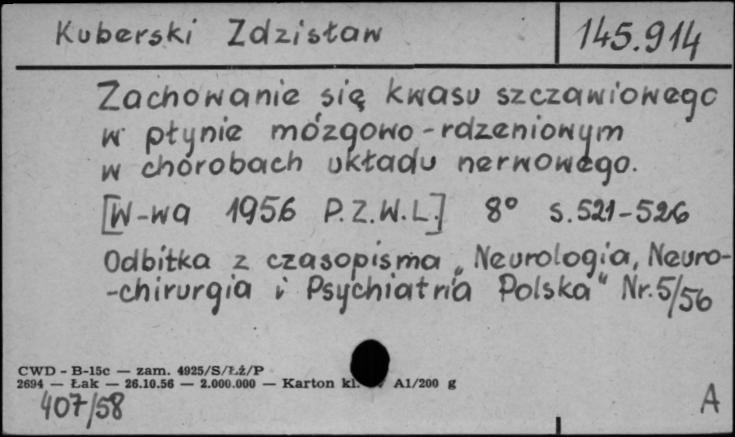 Kuberski Zdzisław 145.914
Zachowanie się kwasu szczawiowego
w płynie mózgowo-rdzeniowym
w chorobach układu nerwowego.
[W-wa 1956 P.Z.W.L.] 8° s.521-526
Odbitka z czasopisma „Neurologia, Neuro-
-chirurgia i Psychiatria Polska" Nr.5/56
CWD - B-15c — zam. 4925/S/Łż/P
2694 — Łak — 26.10.56 — 2.000.000 — Karton kl. A1/200 g
407/58 A